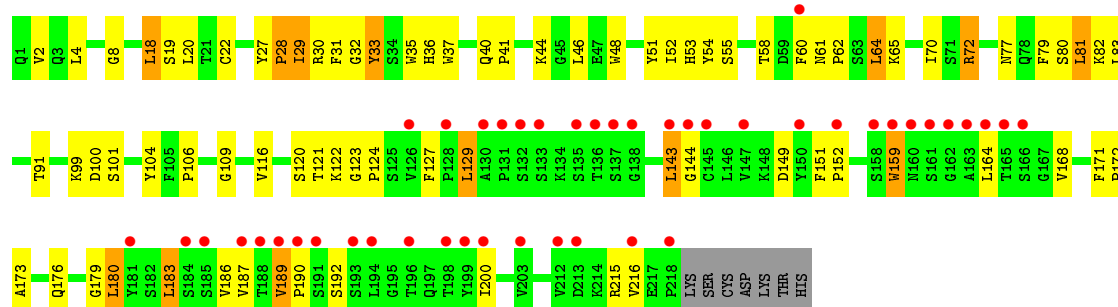 Q1 V2 Q3 L4 G8 L18 S19 L20 T21 C22 Y27 P28 I29 R30 F31 G32 Y33 S34 W35 H36 W37 Q40 P41 K44 G45 L46 E47 W48 Y51 I52 H53 Y54 S55 T58 D59 F60 N61 P62 S63 L64 K65 I70 S71 R72 N77 Q78 F79 S80 L81 K82
T91 K99 D100 S101 Y104 F105 P106 G109 V116 S120 T121 K122 G123 P124 S125 V126 F127 P128 L129 A130 P131 S132 S133 K134 S135 T136 S137 G138 L143 G144 C145 L146 V147 K148 D149 Y150 F151 P152 S158 W159 N160 S161 G162 A163 L164 T165 S166 G167 V168 F171
A173 Q176 G179 L180 Y181 S182 L183 S184 S185 V186 V187 T188 V189 P190 S191 S192 S193 L194 G195 T196 Q197 T198 Y199 I200 V203 V212 D213 K214 R215 V216 E217 P218 LYS SER CYS ASP LYS THR HIS